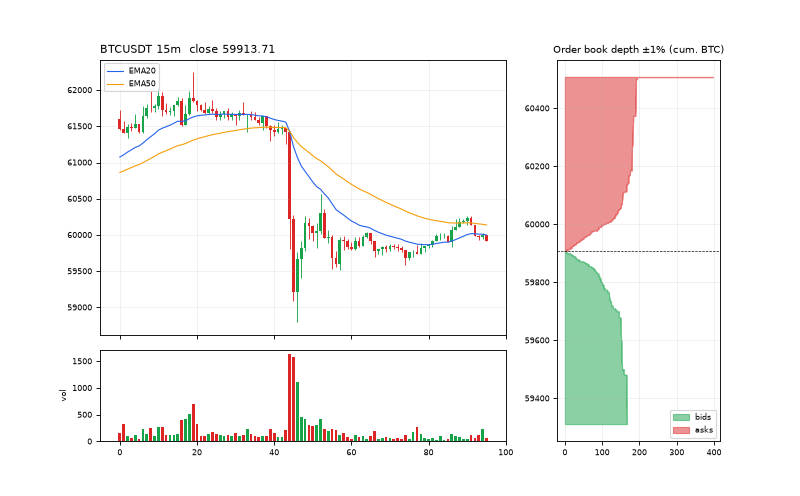 BTCUSDT 15m  close 59913.71
EMA20
EMA50
62000
61500
61000
60500
60000
59500
59000
1500
1000
500
0
vol
0 20 40 60 80 100
Order book depth ±1% (cum. BTC)
60400
60200
60000
59800
59600
59400
bids
asks
0 100 200 300 400